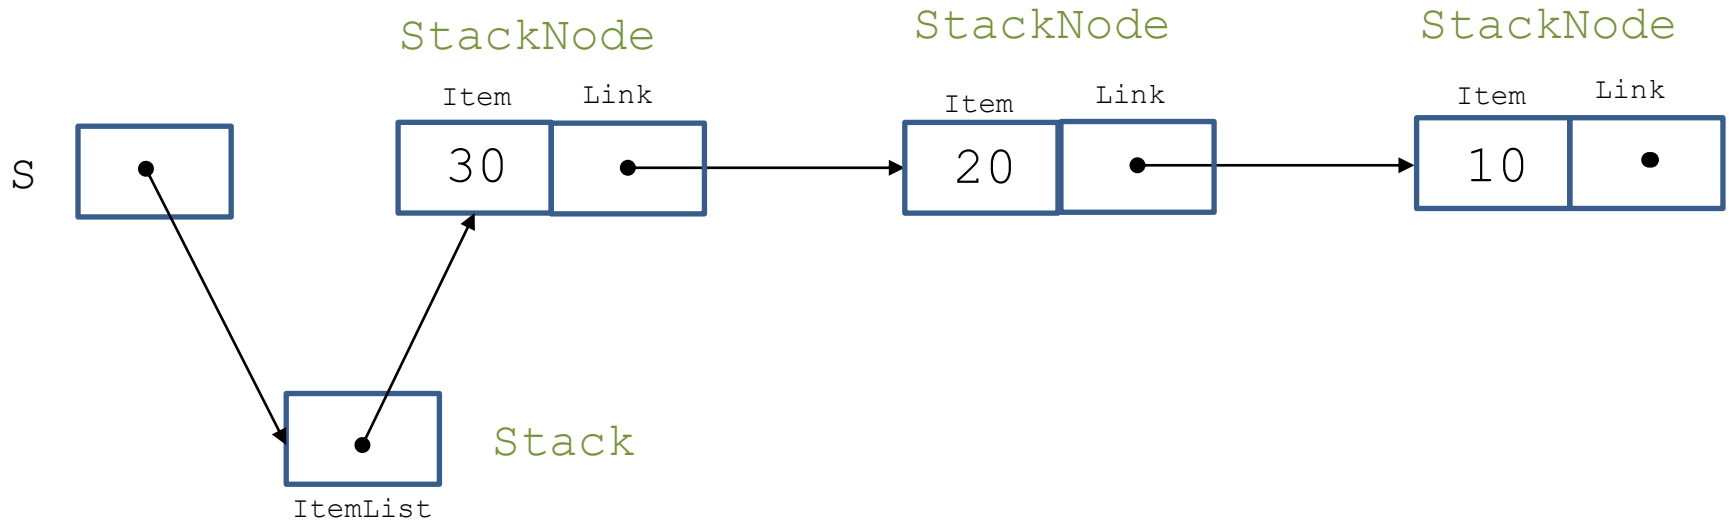 StackNode
StackNode
StackNode
Item Link
Item Link
Item Link
S
30
20
10
Stack
ItemList